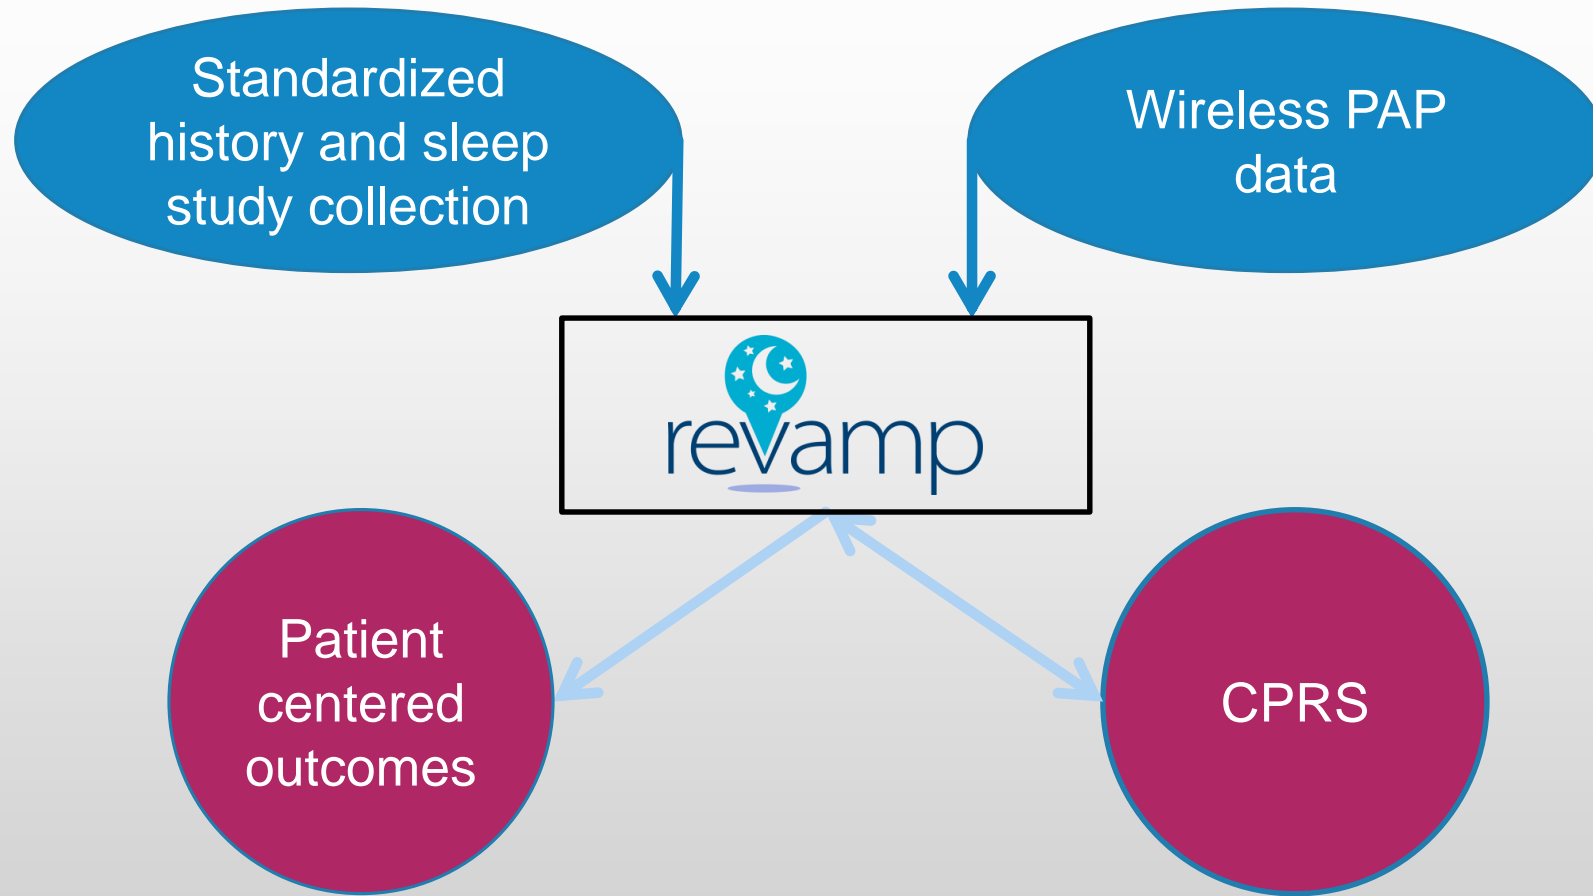 Standardized
history and sleep
study collection
Wireless PAP
data
revamp
Patient
centered
outcomes
CPRS